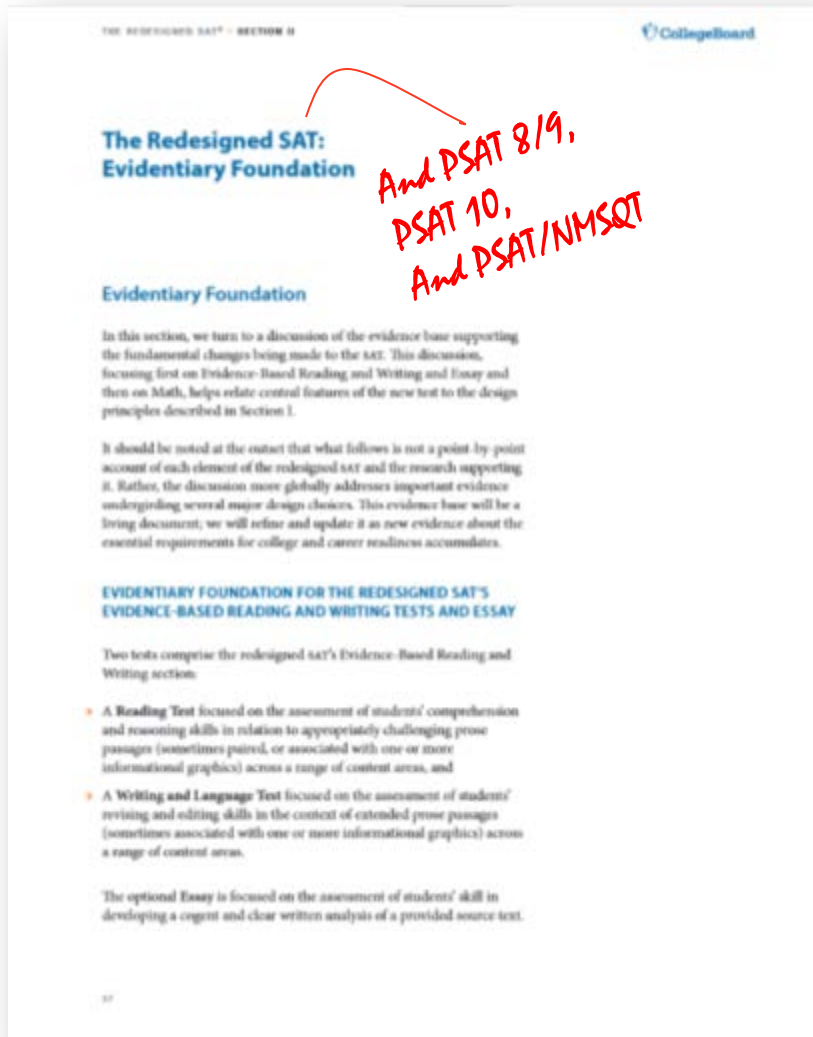 THE REDESIGNED SAT® – SECTION II
CollegeBoard
The Redesigned SAT:
Evidentiary Foundation
And PSAT 8/9,
PSAT 10,
And PSAT/NMSQT
Evidentiary Foundation
In this section, we turn to a discussion of the evidence base supporting
the fundamental changes being made to the SAT. This discussion,
focusing first on Evidence-Based Reading and Writing and Essay and
then on Math, helps relate central features of the new test to the design
principles described in Section I.
It should be noted at the outset that what follows is not a point-by-point
account of each element of the redesigned SAT and the research supporting
it. Rather, the discussion more globally addresses important evidence
undergirding several major design choices. This evidence base will be a
living document; we will refine and update it as new evidence about the
essential requirements for college and career readiness accumulates.
EVIDENTIARY FOUNDATION FOR THE REDESIGNED SAT'S
EVIDENCE-BASED READING AND WRITING TESTS AND ESSAY
Two tests comprise the redesigned SAT's Evidence-Based Reading and
Writing section:
» A Reading Test focused on the assessment of students' comprehension
and reasoning skills in relation to appropriately challenging prose
passages (sometimes paired, or associated with one or more
informational graphics) across a range of content areas, and
» A Writing and Language Test focused on the assessment of students'
revising and editing skills in the context of extended prose passages
(sometimes associated with one or more informational graphics) across
a range of content areas.
The optional Essay is focused on the assessment of students' skill in
developing a cogent and clear written analysis of a provided source text.